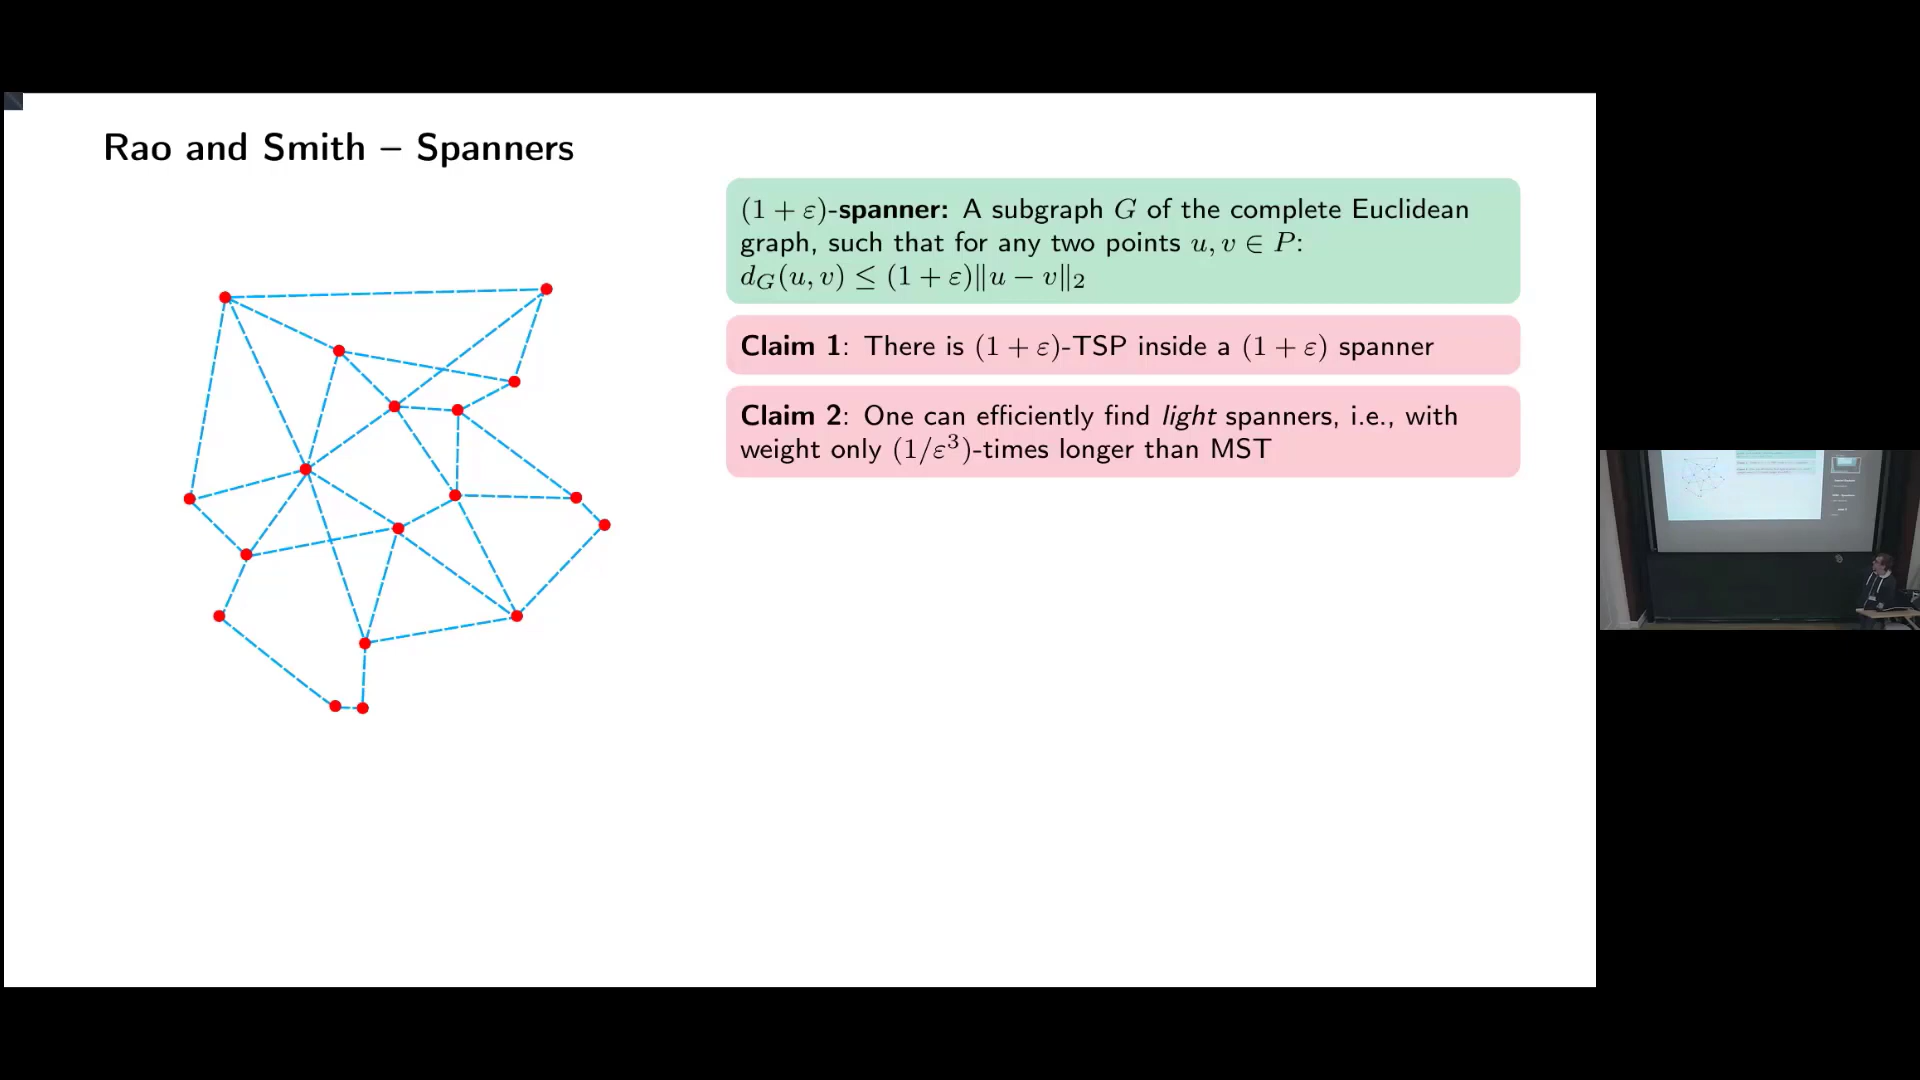 Rao and Smith – Spanners
(1 + ε)-spanner: A subgraph G of the complete Euclidean
graph, such that for any two points u, v ∈ P:
d_G(u, v) ≤ (1 + ε)‖u − v‖₂
Claim 1: There is (1 + ε)-TSP inside a (1 + ε) spanner
Claim 2: One can efficiently find light spanners, i.e., with
weight only (1/ε³)-times longer than MST